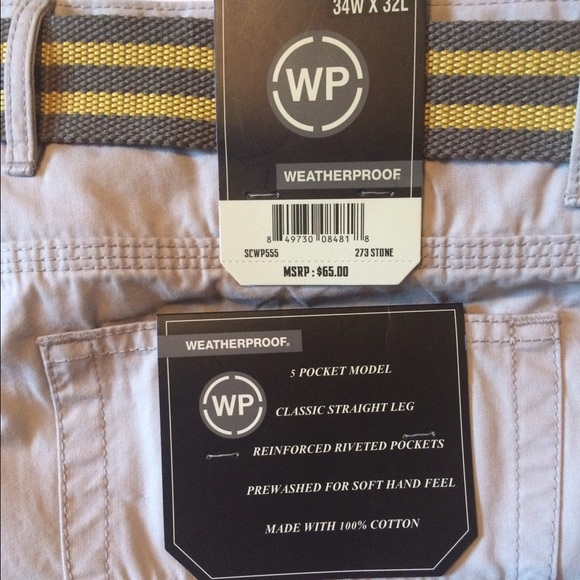 34W X 32L
WP
WEATHERPROOF®
8 49730 08481 8
SCWP555 273 STONE
MSRP : $65.00
WEATHERPROOF®
WP
5 POCKET MODEL
CLASSIC STRAIGHT LEG
REINFORCED RIVETED POCKETS
PREWASHED FOR SOFT HAND FEEL
MADE WITH 100% COTTON